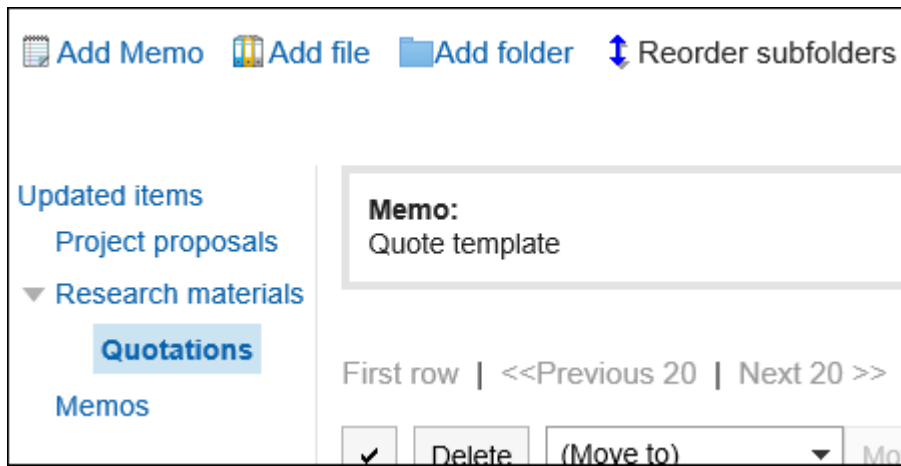 Add Memo Add file Add folder Reorder subfolders
Updated items
Project proposals
Research materials
Quotations
Memos
Memo:
Quote template
First row | <<Previous 20 | Next 20 >>
Delete (Move to) Mo